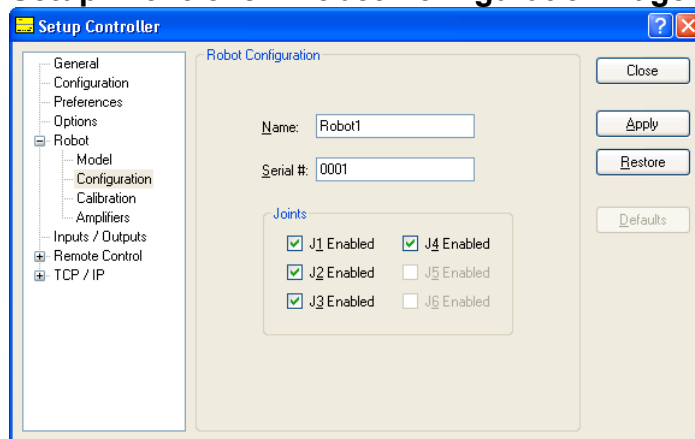 Setup Controller
General
Configuration
Preferences
Options
Robot
Model
Configuration
Calibration
Amplifiers
Inputs / Outputs
Remote Control
TCP / IP
Robot Configuration
Name: Robot1
Serial #: 0001
Joints
J1 Enabled J4 Enabled
J2 Enabled J5 Enabled
J3 Enabled J6 Enabled
Close
Apply
Restore
Defaults